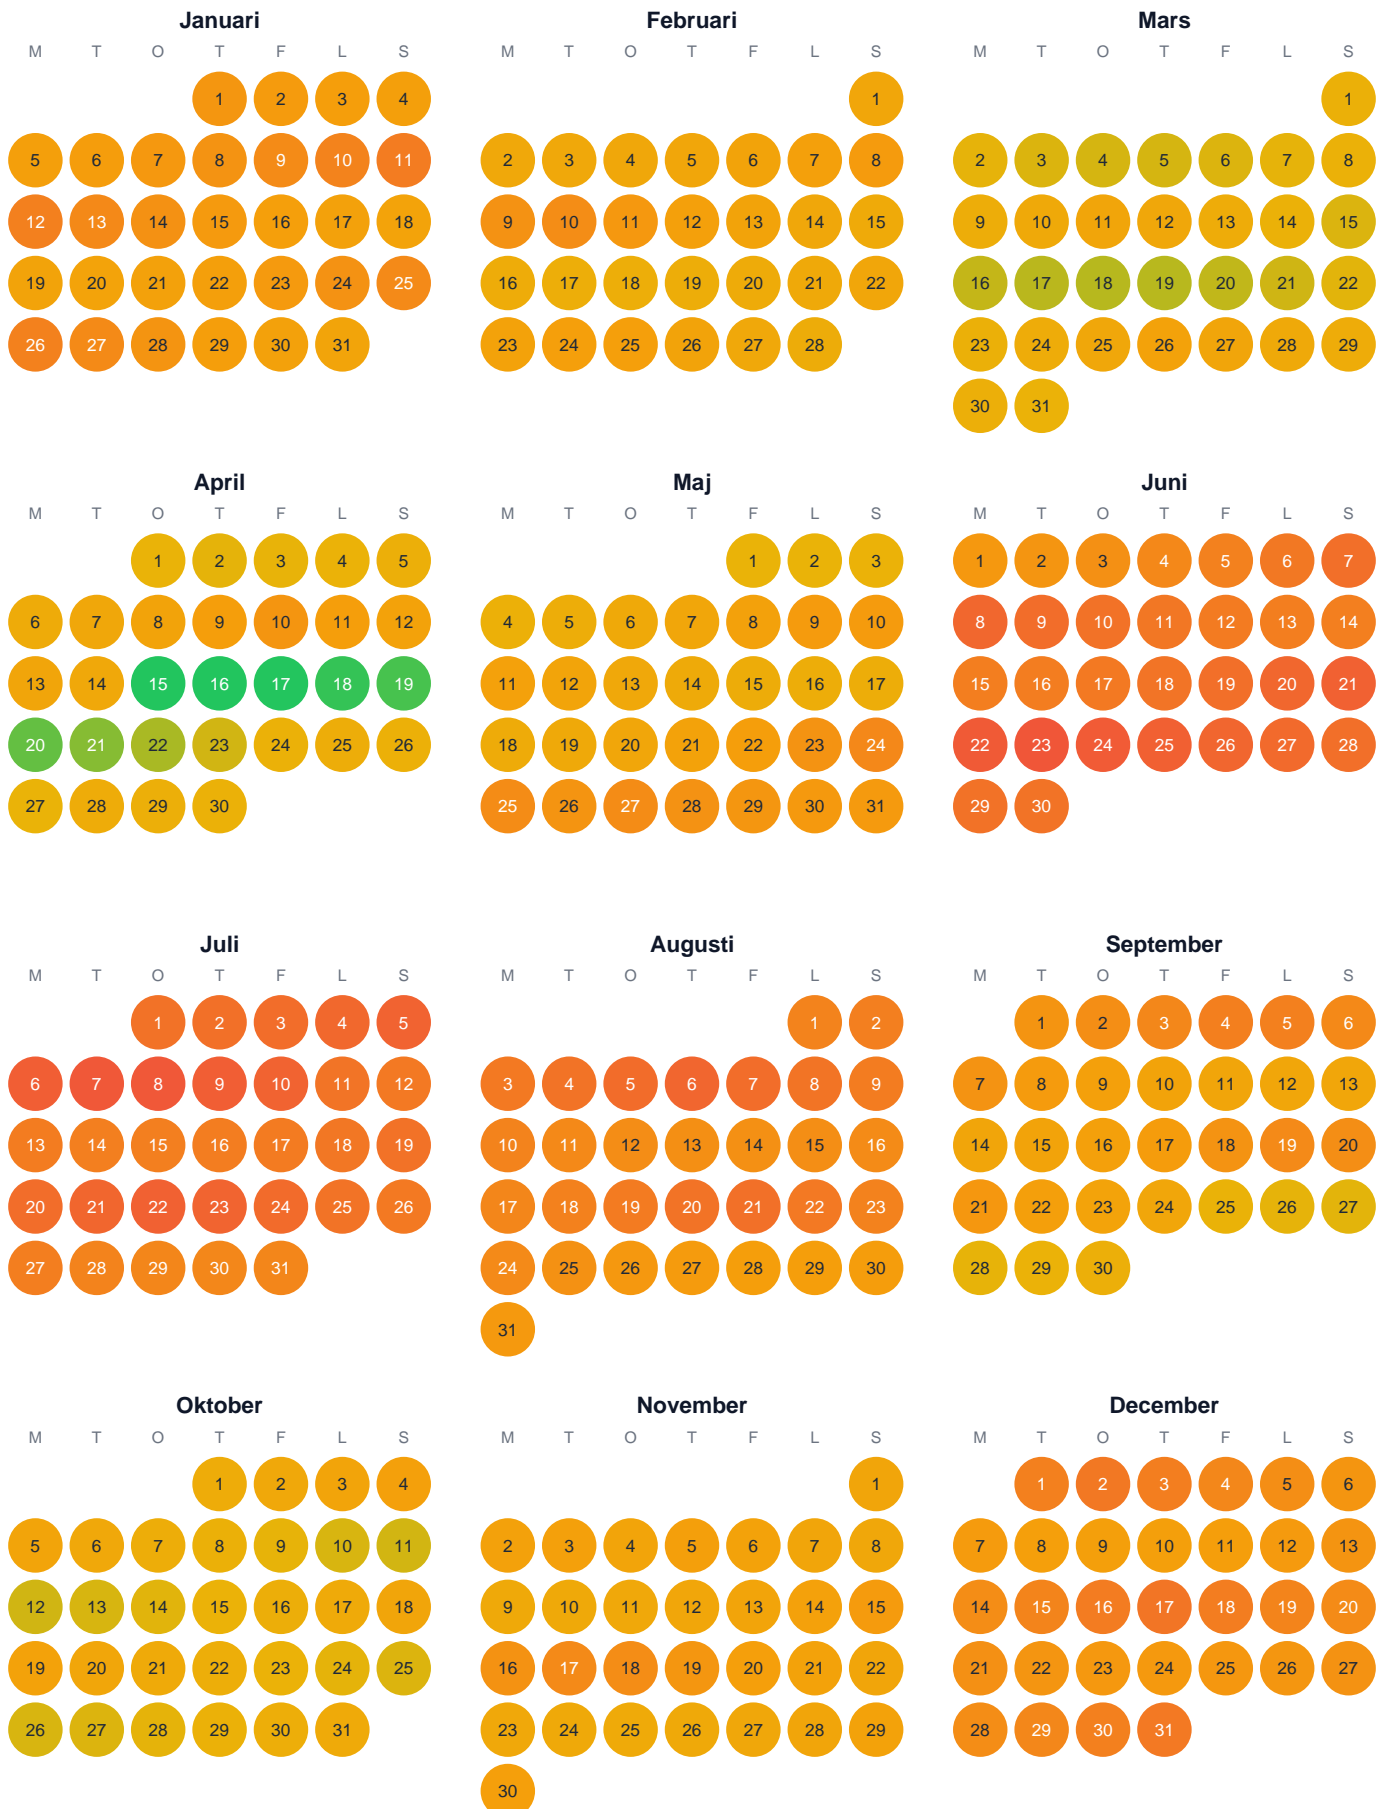 Januari Februari Mars
M T O T F L S M T O T F L S M T O T F L S
1 2 3 4 1 1
5 6 7 8 9 10 11 2 3 4 5 6 7 8 2 3 4 5 6 7 8
12 13 14 15 16 17 18 9 10 11 12 13 14 15 9 10 11 12 13 14 15
19 20 21 22 23 24 25 16 17 18 19 20 21 22 16 17 18 19 20 21 22
26 27 28 29 30 31 23 24 25 26 27 28 23 24 25 26 27 28 29
30 31
April Maj Juni
M T O T F L S M T O T F L S M T O T F L S
1 2 3 4 5 1 2 3 1 2 3 4 5 6 7
6 7 8 9 10 11 12 4 5 6 7 8 9 10 8 9 10 11 12 13 14
13 14 15 16 17 18 19 11 12 13 14 15 16 17 15 16 17 18 19 20 21
20 21 22 23 24 25 26 18 19 20 21 22 23 24 22 23 24 25 26 27 28
27 28 29 30 25 26 27 28 29 30 31 29 30
Juli Augusti September
M T O T F L S M T O T F L S M T O T F L S
1 2 3 4 5 1 2 1 2 3 4 5 6
6 7 8 9 10 11 12 3 4 5 6 7 8 9 7 8 9 10 11 12 13
13 14 15 16 17 18 19 10 11 12 13 14 15 16 14 15 16 17 18 19 20
20 21 22 23 24 25 26 17 18 19 20 21 22 23 21 22 23 24 25 26 27
27 28 29 30 31 24 25 26 27 28 29 30 28 29 30
31
Oktober November December
M T O T F L S M T O T F L S M T O T F L S
1 2 3 4 1 1 2 3 4 5 6
5 6 7 8 9 10 11 2 3 4 5 6 7 8 7 8 9 10 11 12 13
12 13 14 15 16 17 18 9 10 11 12 13 14 15 14 15 16 17 18 19 20
19 20 21 22 23 24 25 16 17 18 19 20 21 22 21 22 23 24 25 26 27
26 27 28 29 30 31 23 24 25 26 27 28 29 28 29 30 31
30